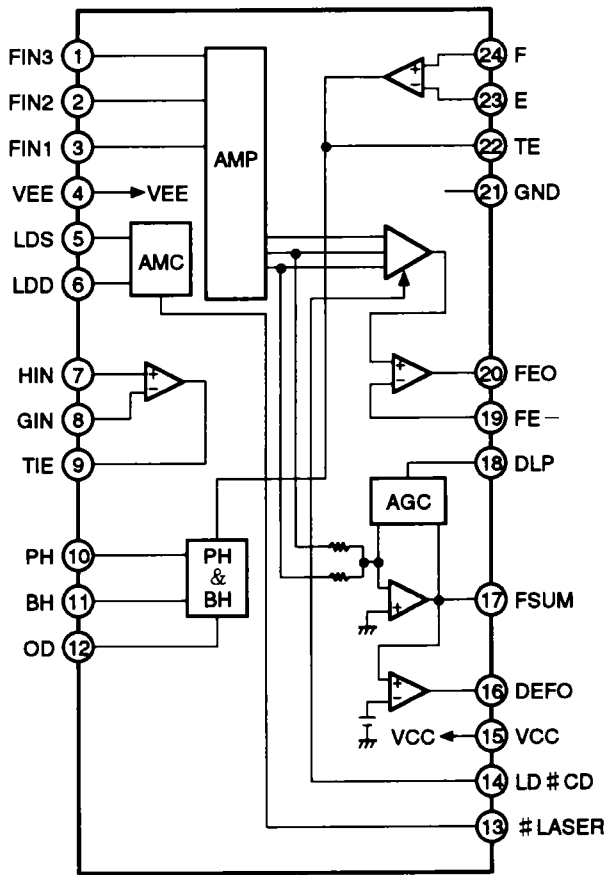 FIN3 1
FIN2 2
FIN1 3
VEE 4 VEE
LDS 5
LDD 6
HIN 7
GIN 8
TIE 9
PH 10
BH 11
OD 12
AMP
AMC
+
−
PH
&
BH
+
−
+
−
AGC
+
+
−
VCC
24 F
23 E
22 TE
21 GND
20 FEO
19 FE−
18 DLP
17 FSUM
16 DEFO
15 VCC
14 LD#CD
13 #LASER